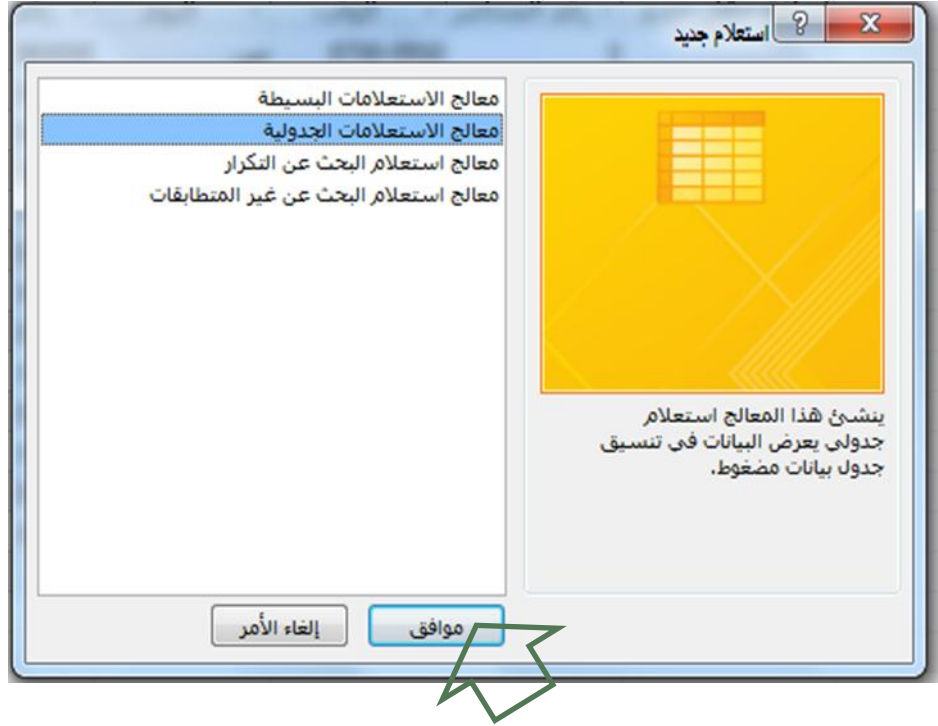 استعلام جديد
معالج الاستعلامات البسيطة
معالج الاستعلامات الجدولية
معالج استعلام البحث عن التكرار
معالج استعلام البحث عن غير المتطابقات
ينشئ هذا المعالج استعلام
جدولي يعرض البيانات في تنسيق
جدول بيانات مضغوط.
موافق
إلغاء الأمر